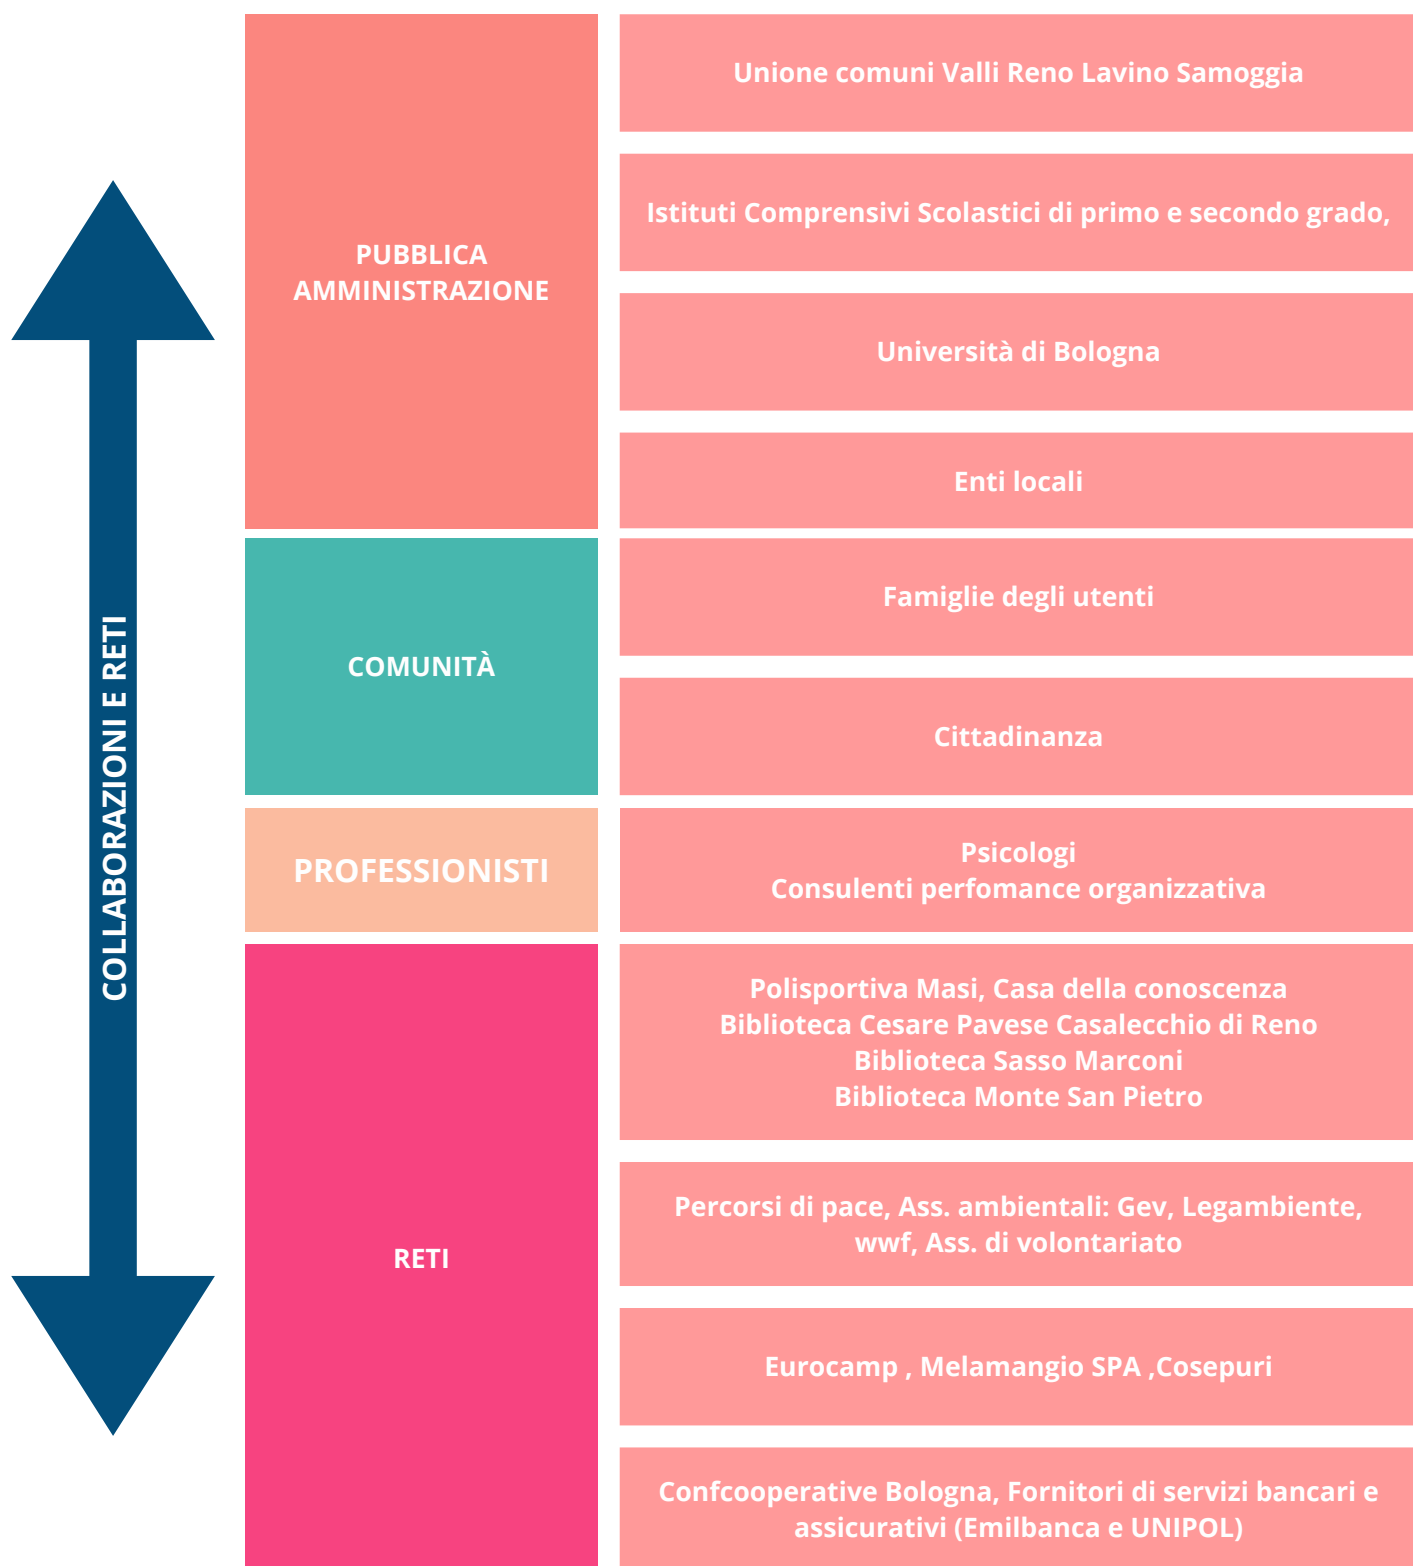 COLLABORAZIONI E RETI
PUBBLICA
AMMINISTRAZIONE
Unione comuni Valli Reno Lavino Samoggia
Istituti Comprensivi Scolastici di primo e secondo grado,
Università di Bologna
Enti locali
COMUNITÀ
Famiglie degli utenti
Cittadinanza
PROFESSIONISTI
Psicologi
Consulenti perfomance organizzativa
RETI
Polisportiva Masi, Casa della conoscenza
Biblioteca Cesare Pavese Casalecchio di Reno
Biblioteca Sasso Marconi
Biblioteca Monte San Pietro
Percorsi di pace, Ass. ambientali: Gev, Legambiente,
wwf, Ass. di volontariato
Eurocamp , Melamangio SPA ,Cosepuri
Confcooperative Bologna, Fornitori di servizi bancari e
assicurativi (Emilbanca e UNIPOL)